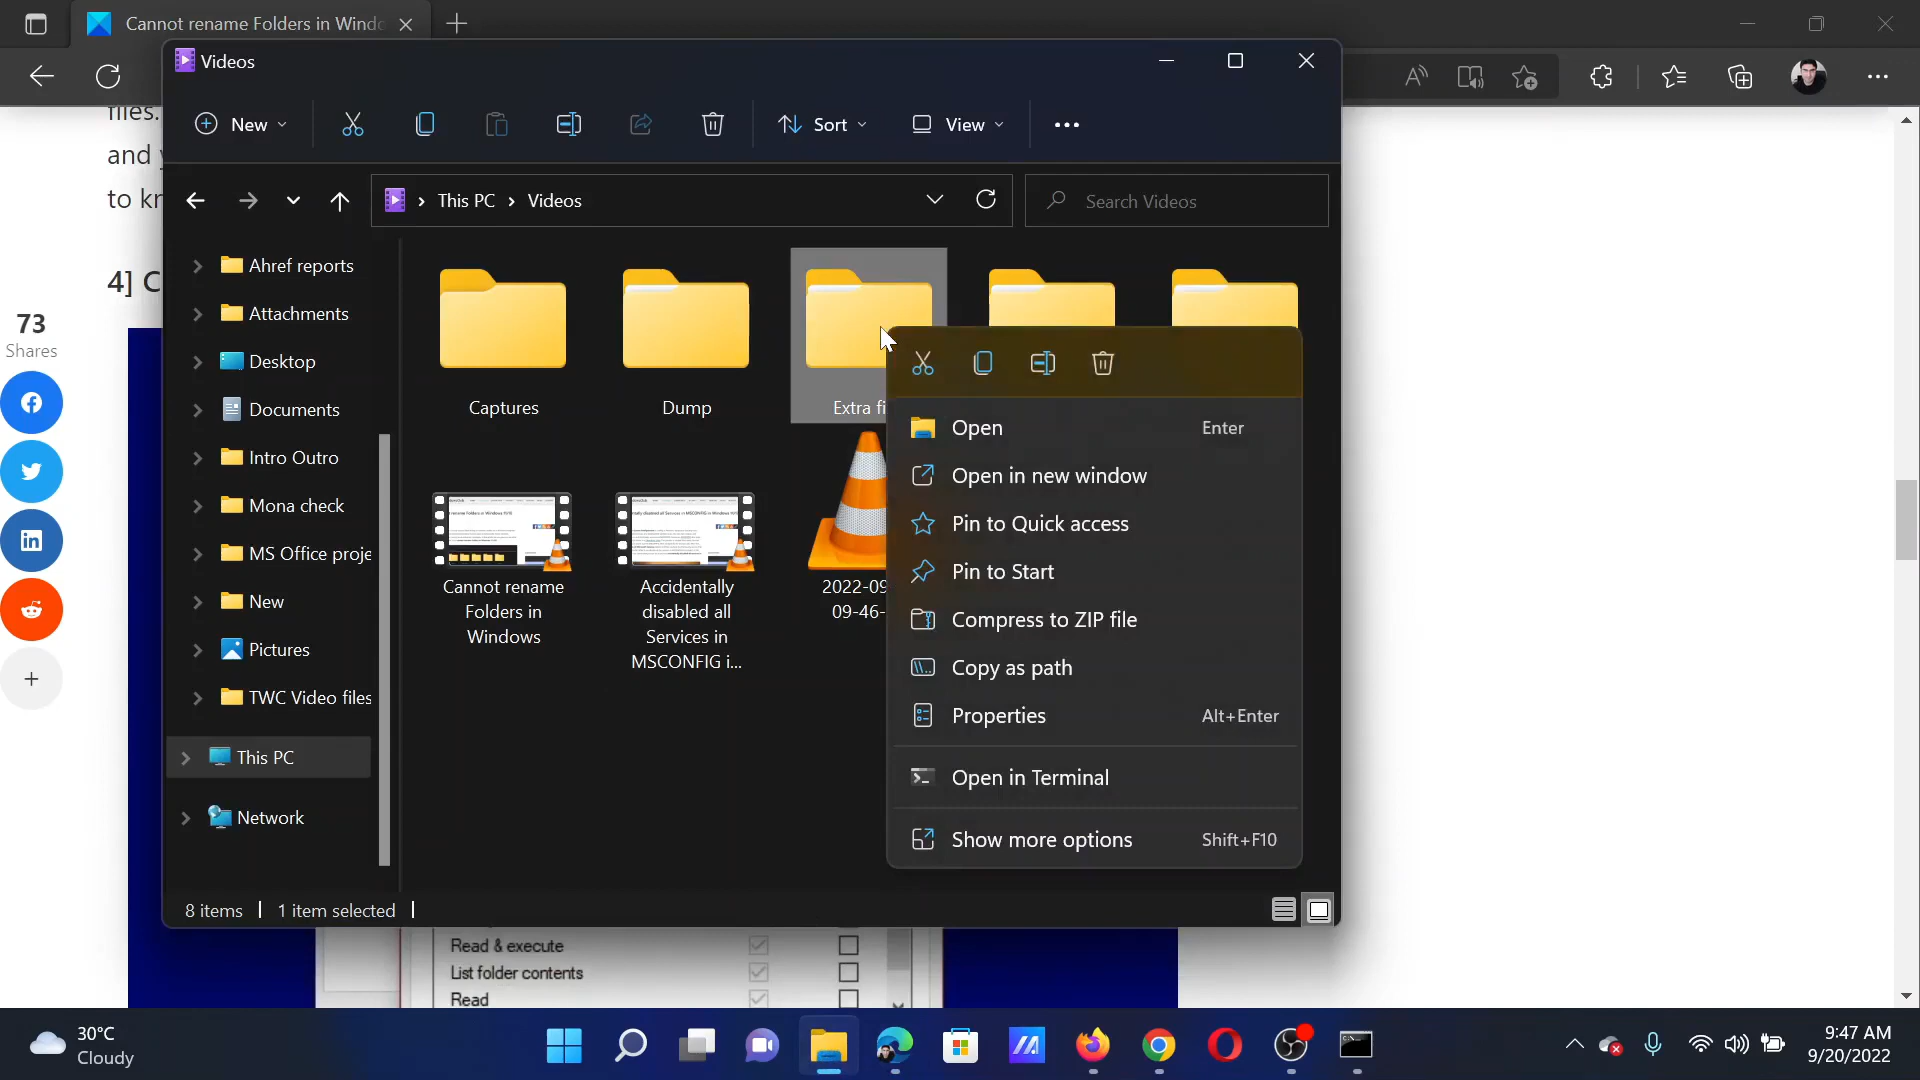 Cannot rename Folders in Windo
Videos
files.
and y
to kr
4] C
73
Shares
New
Sort
View
This PC > Videos
Search Videos
Ahref reports
Attachments
Desktop
Documents
Intro Outro
Mona check
MS Office proje
New
Pictures
TWC Video files
This PC
Network
Captures
Dump
Extra fi
Cannot rename
Folders in
Windows
Accidentally
disabled all
Services in
MSCONFIG i...
2022-09
09-46-
Open Enter
Open in new window
Pin to Quick access
Pin to Start
Compress to ZIP file
Copy as path
Properties Alt+Enter
Open in Terminal
Show more options Shift+F10
8 items
1 item selected
Read & execute
List folder contents
Read
30°C
Cloudy
9:47 AM
9/20/2022